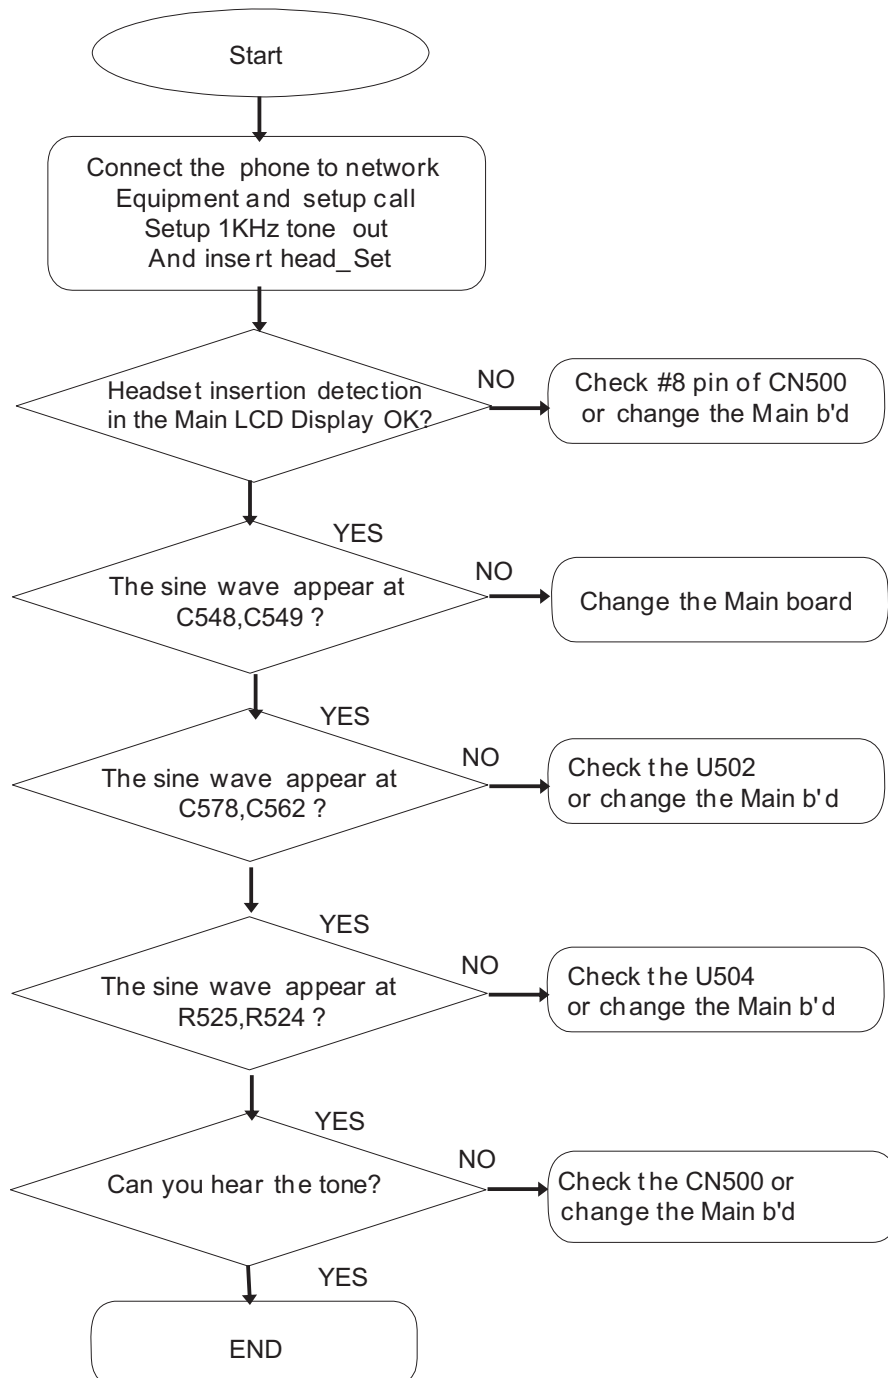 Start
Connect the phone to network
Equipment and setup call
Setup 1KHz tone out
And insert head_Set
Headset insertion detection
in the Main LCD Display OK?
NO
Check #8 pin of CN500
or change the Main b'd
YES
The sine wave appear at
C548,C549 ?
NO
Change the Main board
YES
The sine wave appear at
C578,C562 ?
NO
Check the U502
or change the Main b'd
YES
The sine wave appear at
R525,R524 ?
NO
Check the U504
or change the Main b'd
YES
Can you hear the tone?
NO
Check the CN500 or
change the Main b'd
YES
END